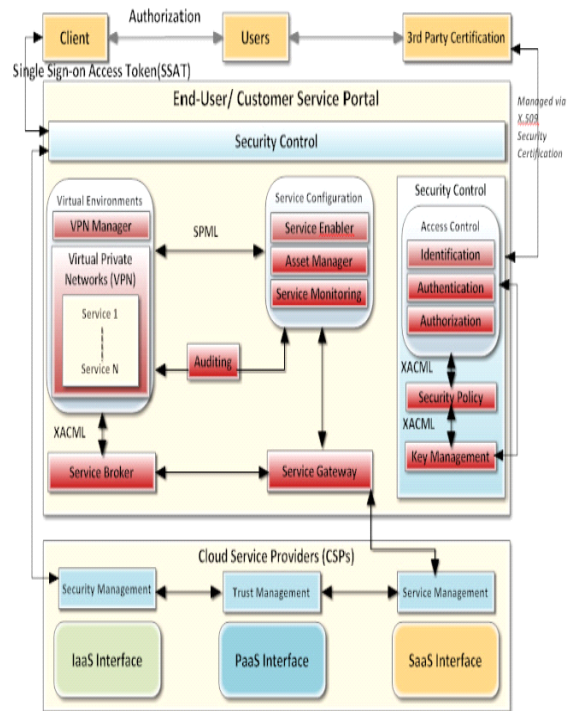 Authorization
Client
Users
3rd Party Certification
Single Sign-on Access Token(SSAT)
End-User/ Customer Service Portal
Managed via
X.509
Security
Certification
Security Control
Virtual Environments
VPN Manager
Virtual Private
Networks (VPN)
Service 1
Service N
SPML
Service Configuration
Service Enabler
Asset Manager
Service Monitoring
Security Control
Access Control
Identification
Authentication
Authorization
Auditing
XACML
Security Policy
XACML
Key Management
XACML
Service Broker
Service Gateway
Cloud Service Providers (CSPs)
Security Management
Trust Management
Service Management
IaaS Interface
PaaS Interface
SaaS Interface